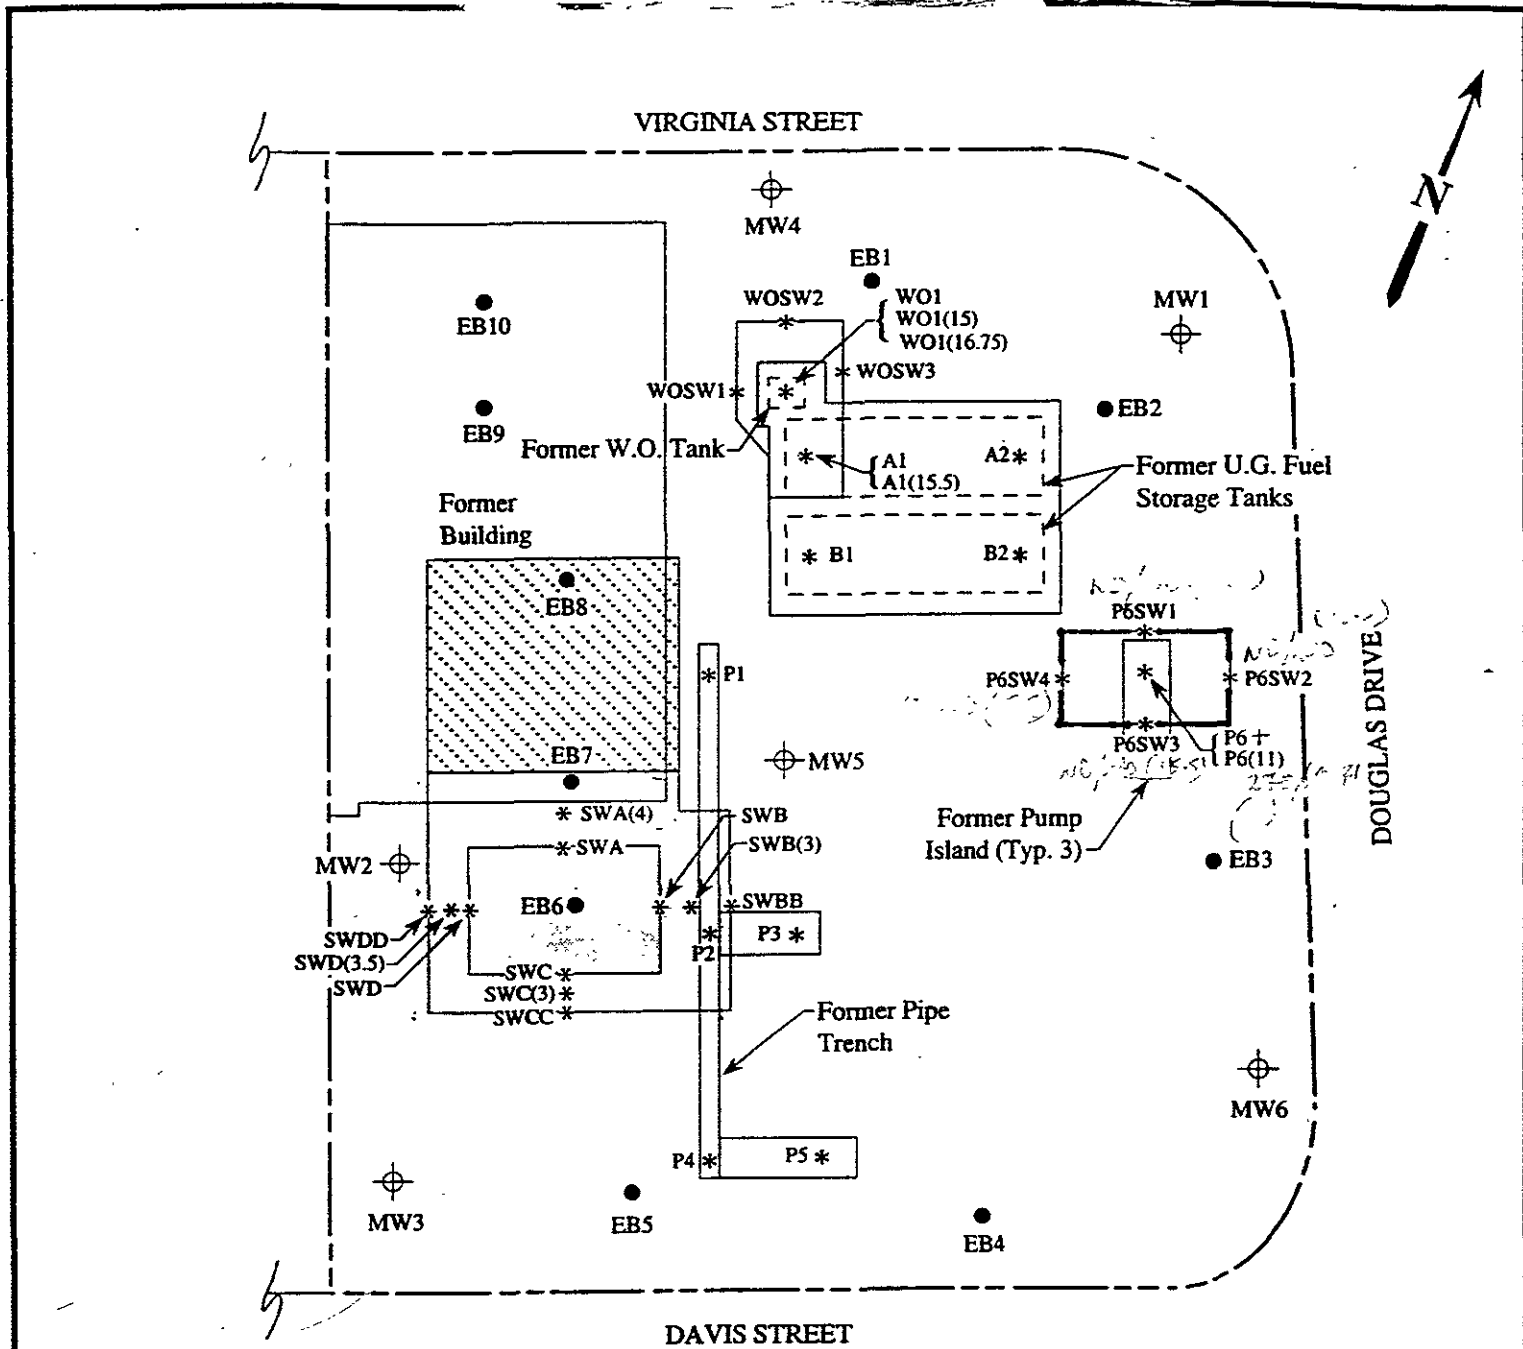 VIRGINIA STREET
N
MW4
EB1
MW1
WOSW2
WO1
WO1(15)
WO1(16.75)
EB10
WOSW3
WOSW1
EB2
EB9
Former W.O. Tank
A1
A1(15.5)
A2
Former U.G. Fuel
Storage Tanks
Former
Building
B1
B2
EB8
P6SW1
P1
P6SW4
P6SW2
DOUGLAS DRIVE
P6SW3
P6 +
P6(11)
EB7
MW5
SWA(4)
SWB
SWA
SWB(3)
Former Pump
Island (Typ. 3)
MW2
EB3
EB6
SWBB
SWDD
SWD(3.5)
SWD
P2
P3
SWC
SWC(3)
SWCC
Former Pipe
Trench
MW6
P4
P5
MW3
EB5
EB4
DAVIS STREET